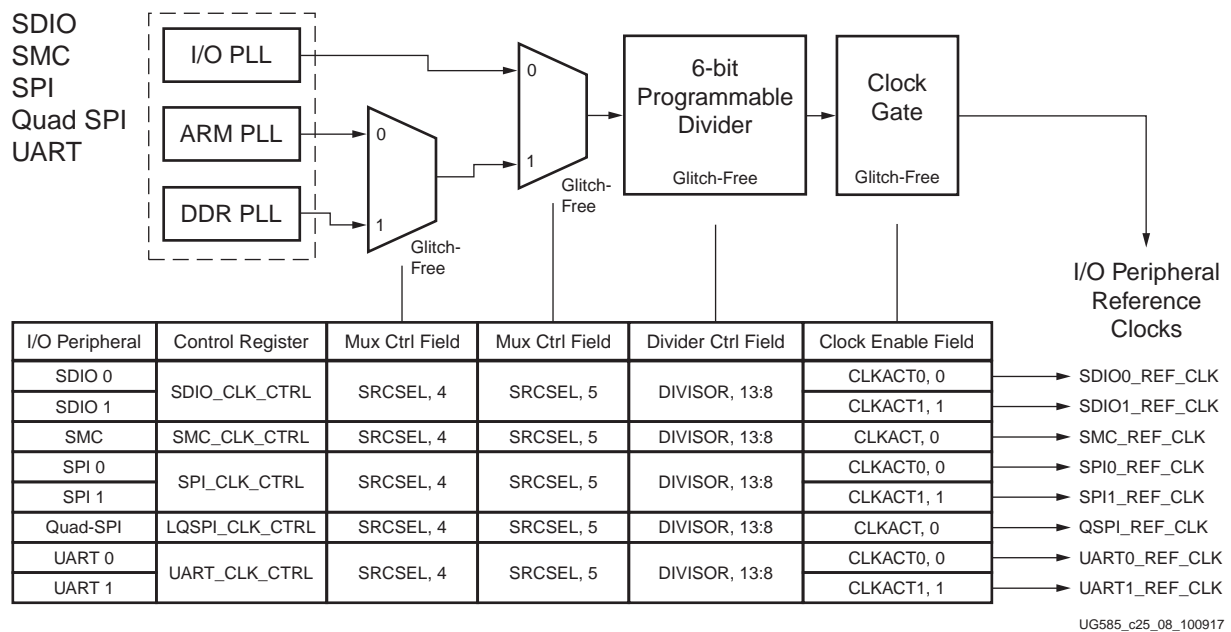 SDIO
SMC
SPI
Quad SPI
UART
I/O PLL
ARM PLL
DDR PLL
0
1
Glitch-
Free
0
1
Glitch-
Free
6-bit
Programmable
Divider
Glitch-Free
Clock
Gate
Glitch-Free
I/O Peripheral
Reference
Clocks
I/O Peripheral Control Register Mux Ctrl Field Mux Ctrl Field Divider Ctrl Field Clock Enable Field
SDIO 0 CLKACT0, 0 SDIO0_REF_CLK
SDIO_CLK_CTRL SRCSEL, 4 SRCSEL, 5 DIVISOR, 13:8
SDIO 1 CLKACT1, 1 SDIO1_REF_CLK
SMC SMC_CLK_CTRL SRCSEL, 4 SRCSEL, 5 DIVISOR, 13:8 CLKACT, 0 SMC_REF_CLK
SPI 0 CLKACT0, 0 SPI0_REF_CLK
SPI_CLK_CTRL SRCSEL, 4 SRCSEL, 5 DIVISOR, 13:8
SPI 1 CLKACT1, 1 SPI1_REF_CLK
Quad-SPI LQSPI_CLK_CTRL SRCSEL, 4 SRCSEL, 5 DIVISOR, 13:8 CLKACT, 0 QSPI_REF_CLK
UART 0 CLKACT0, 0 UART0_REF_CLK
UART_CLK_CTRL SRCSEL, 4 SRCSEL, 5 DIVISOR, 13:8
UART 1 CLKACT1, 1 UART1_REF_CLK
UG585_c25_08_100917